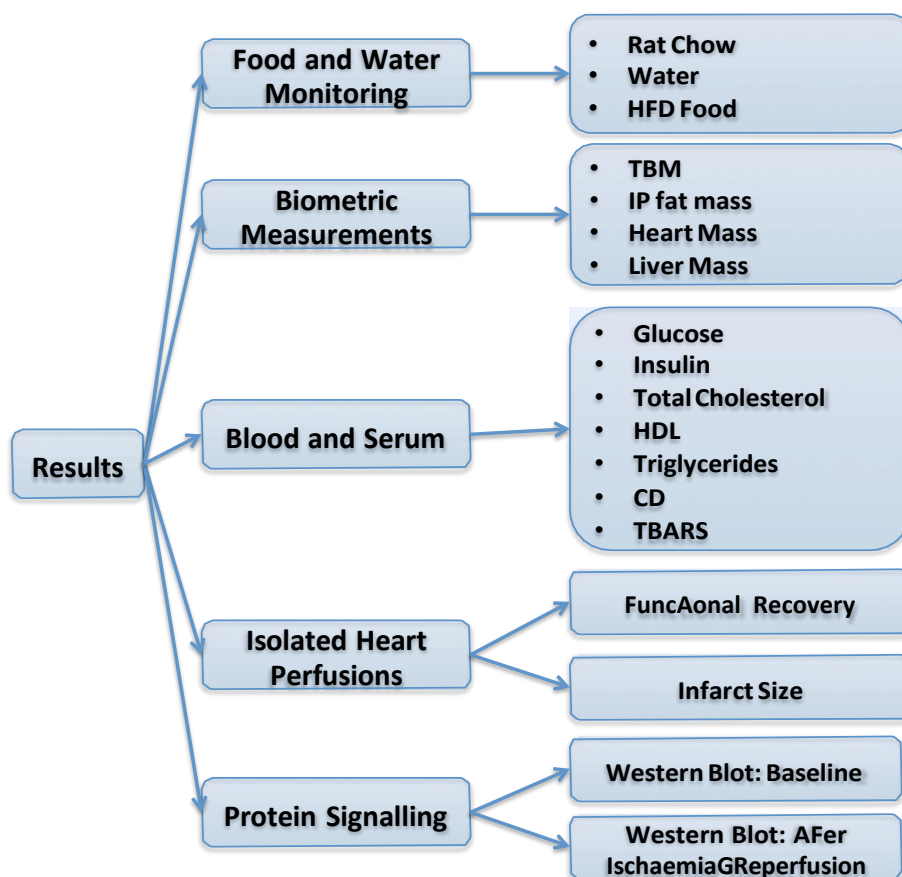 Food and Water
Monitoring
• Rat Chow
• Water
• HFD Food
Biometric
Measurements
• TBM
• IP fat mass
• Heart Mass
• Liver Mass
Results
Blood and Serum
• Glucose
• Insulin
• Total Cholesterol
• HDL
• Triglycerides
• CD
• TBARS
Isolated Heart
Perfusions
FuncAonal Recovery
Infarct Size
Protein Signalling
Western Blot: Baseline
Western Blot: AFer
IschaemiaGReperfusion